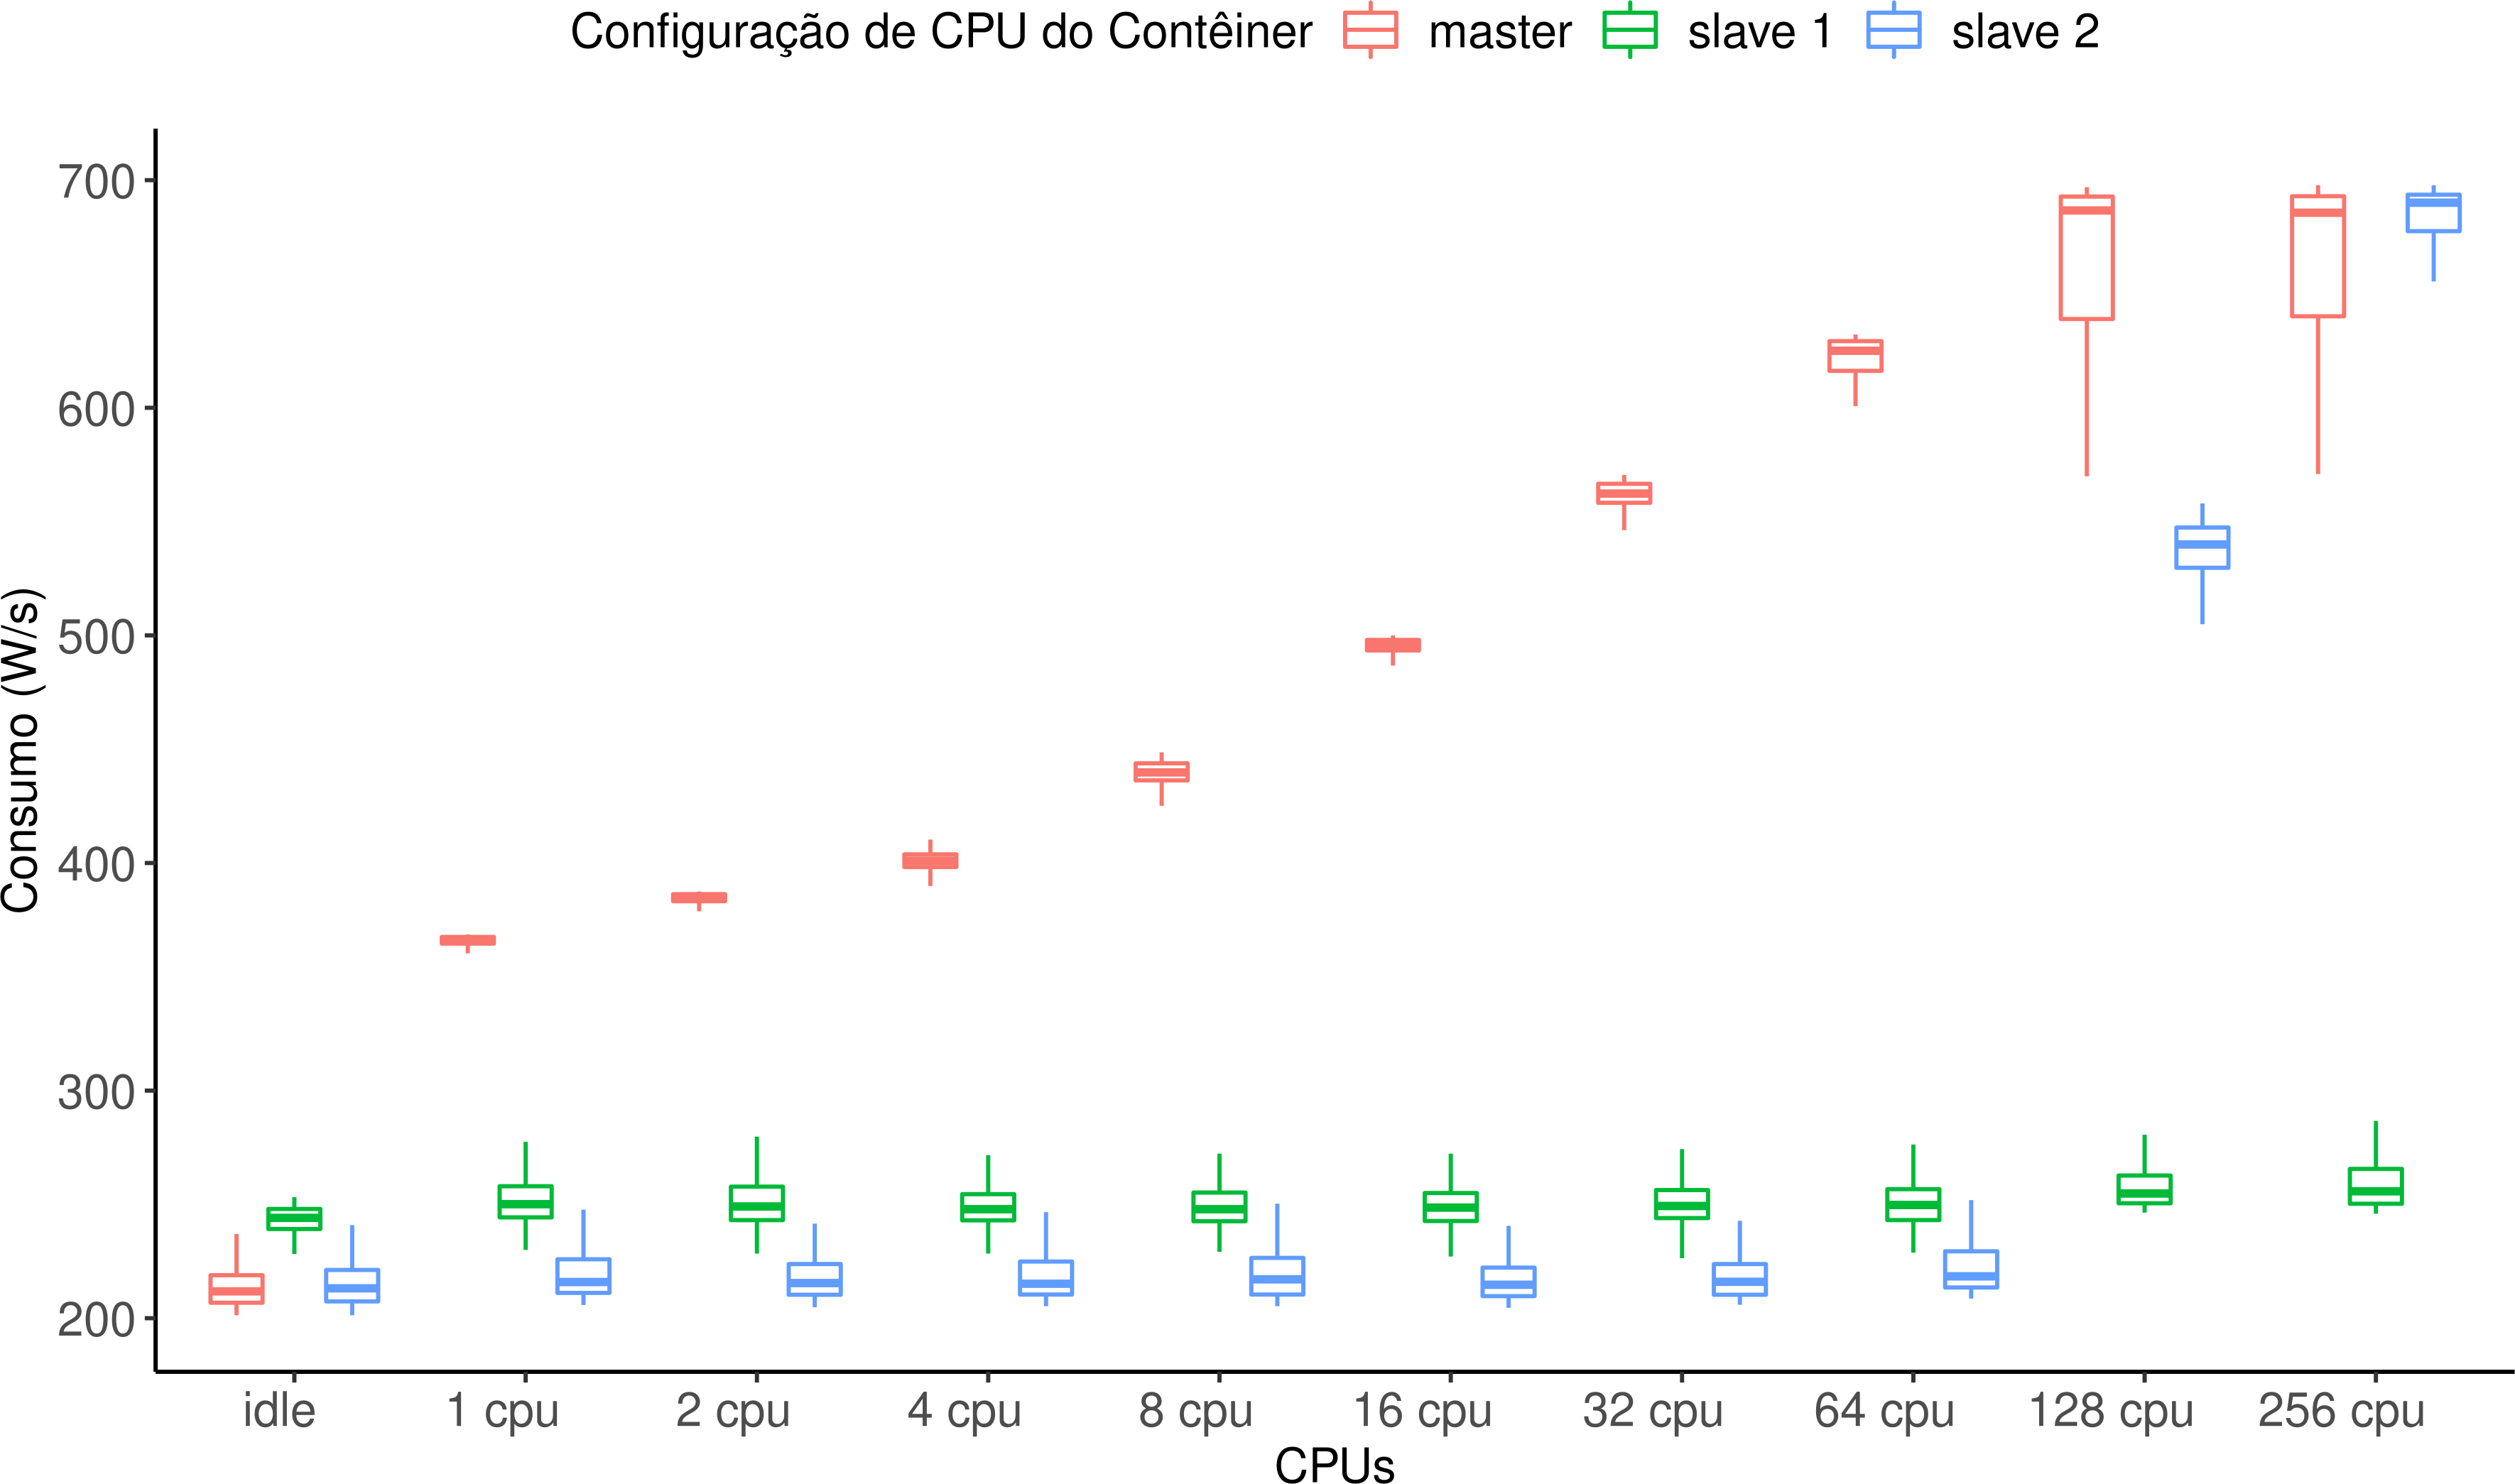 Configuração de CPU do Contêiner master slave 1 slave 2
Consumo (W/s)
700
600
500
400
300
200
idle 1 cpu 2 cpu 4 cpu 8 cpu 16 cpu 32 cpu 64 cpu 128 cpu 256 cpu
CPUs